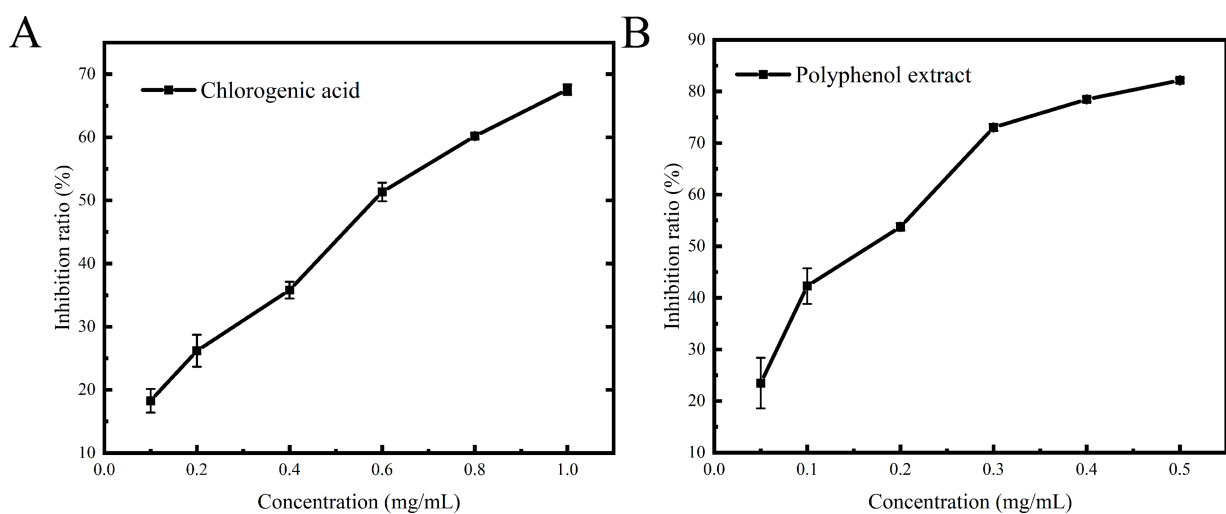 A
Chlorogenic acid
70
60
50
40
30
20
10
0.0 0.2 0.4 0.6 0.8 1.0
Inhibition ratio (%)
Concentration (mg/mL)
B
Polyphenol extract
90
80
70
60
50
40
30
20
10
0.0 0.1 0.2 0.3 0.4 0.5
Inhibition ratio (%)
Concentration (mg/mL)